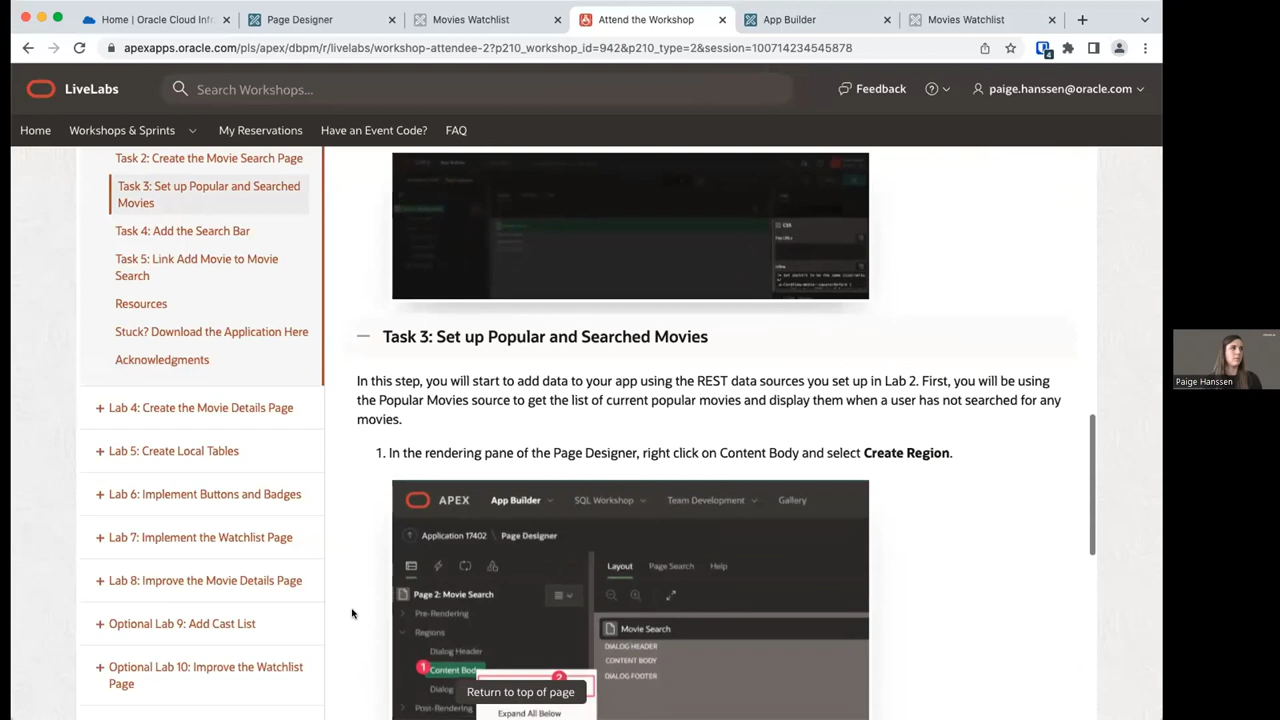 Home | Oracle Cloud Inf
Page Designer
Movies Watchlist
Attend the Workshop
App Builder
Movies Watchlist
apexapps.oracle.com/pls/apex/dbpm/r/livelabs/workshop-attendee-2?p210_workshop_id=942&p210_type=2&session=100714234545878
4
LiveLabs
Search Workshops...
Feedback
paige.hanssen@oracle.com
Home
Workshops & Sprints
My Reservations
Have an Event Code?
FAQ
Task 2: Create the Movie Search Page
Task 3: Set up Popular and Searched
Movies
Task 4: Add the Search Bar
Task 5: Link Add Movie to Movie
Search
Resources
Stuck? Download the Application Here
Acknowledgments
+ Lab 4: Create the Movie Details Page
+ Lab 5: Create Local Tables
+ Lab 6: Implement Buttons and Badges
+ Lab 7: Implement the Watchlist Page
+ Lab 8: Improve the Movie Details Page
+ Optional Lab 9: Add Cast List
+ Optional Lab 10: Improve the Watchlist
Page
Task 3: Set up Popular and Searched Movies
In this step, you will start to add data to your app using the REST data sources you set up in Lab 2. First, you will be using
the Popular Movies source to get the list of current popular movies and display them when a user has not searched for any
movies.
1. In the rendering pane of the Page Designer, right click on Content Body and select Create Region.
APEX
App Builder
SQL Workshop
Team Development
Gallery
Application 17402 \ Page Designer
Layout
Page Search
Help
Page 2: Movie Search
Pre-Rendering
Regions
Dialog Header
1
Content Body
Dialog
Post-Rendering
Movie Search
DIALOG HEADER
CONTENT BODY
DIALOG FOOTER
2
Return to top of page
Expand All Below
Paige Hanssen